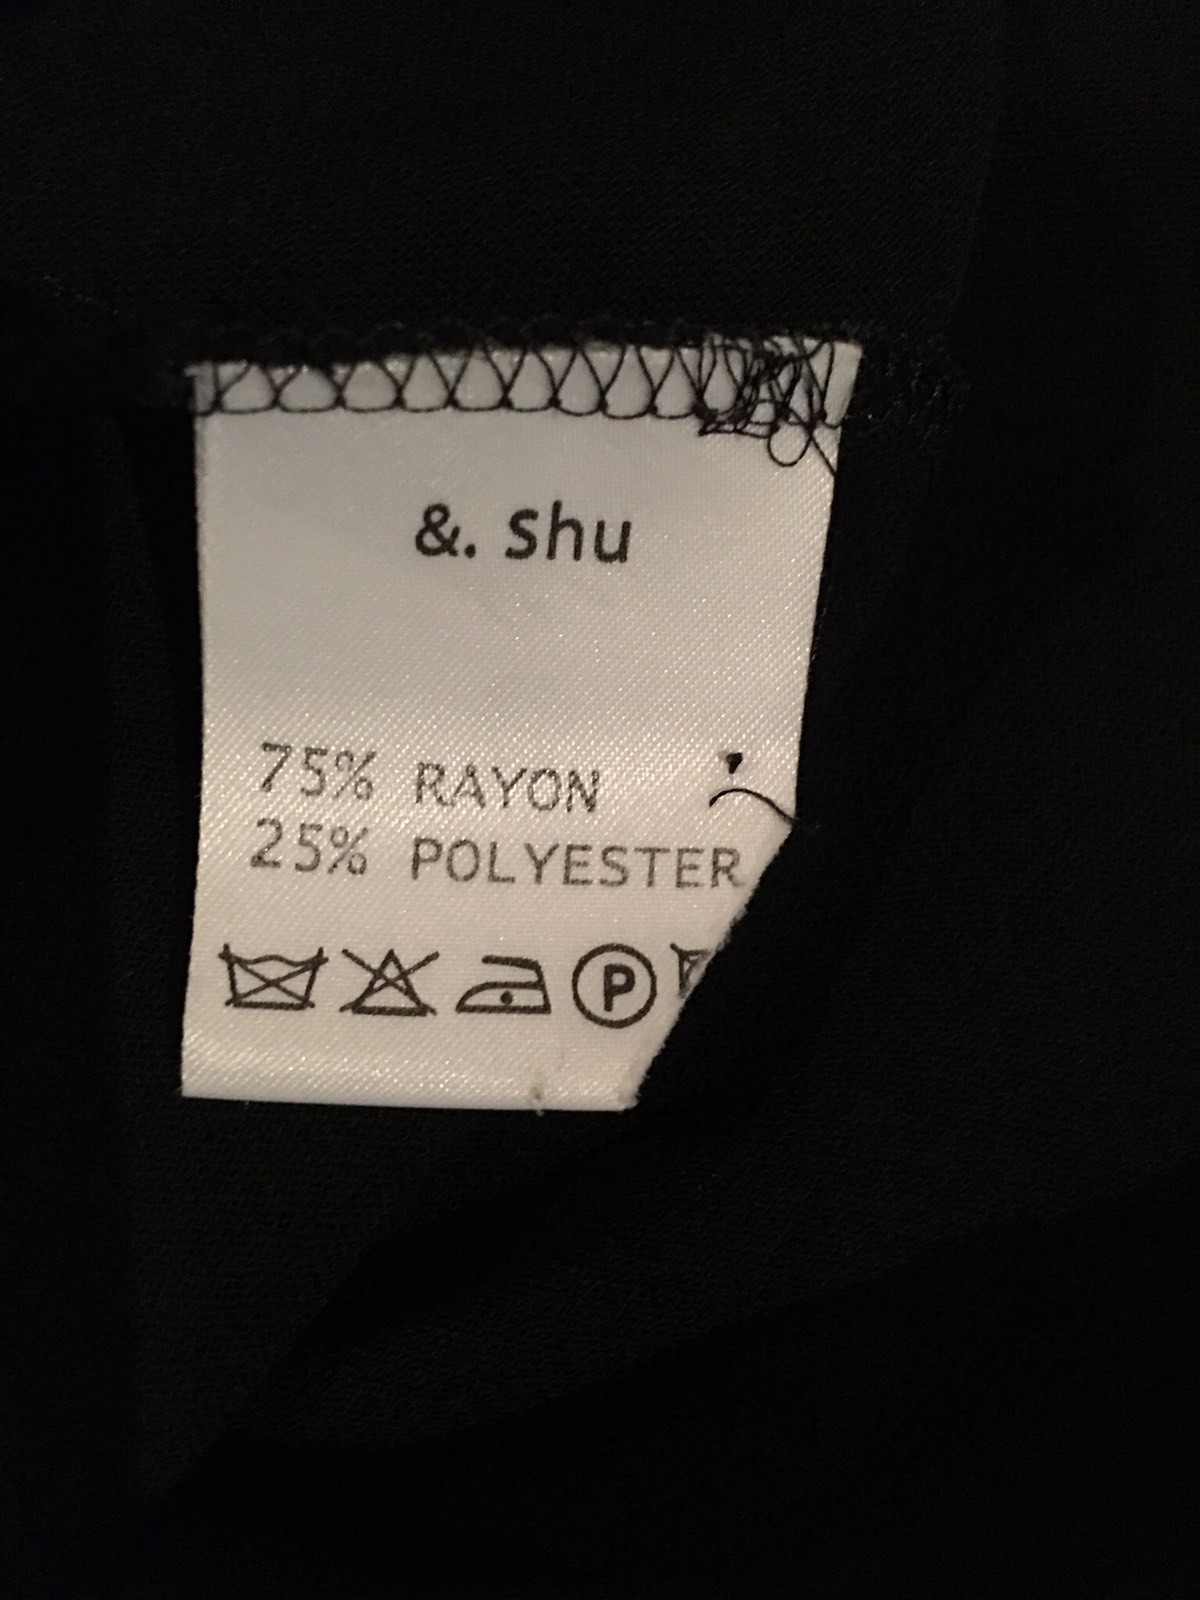 &. shu
75% RAYON
25% POLYESTER
P